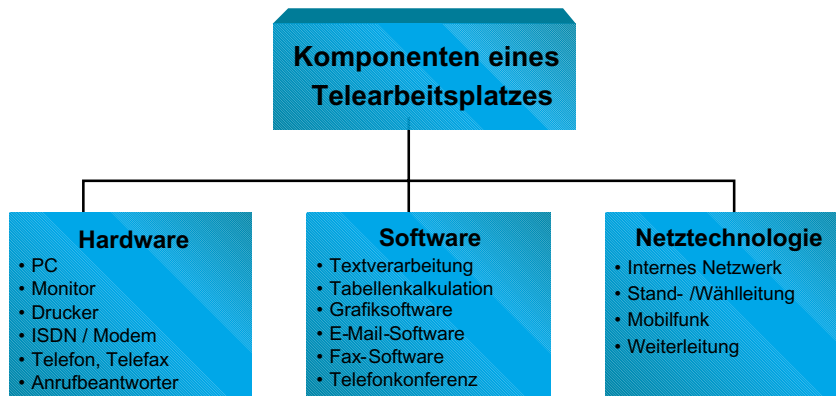 Komponenten eines
Telearbeitsplatzes
Hardware
• PC
• Monitor
• Drucker
• ISDN / Modem
• Telefon, Telefax
• Anrufbeantworter
Software
• Textverarbeitung
• Tabellenkalkulation
• Grafiksoftware
• E-Mail-Software
• Fax-Software
• Telefonkonferenz
Netztechnologie
• Internes Netzwerk
• Stand- /Wählleitung
• Mobilfunk
• Weiterleitung